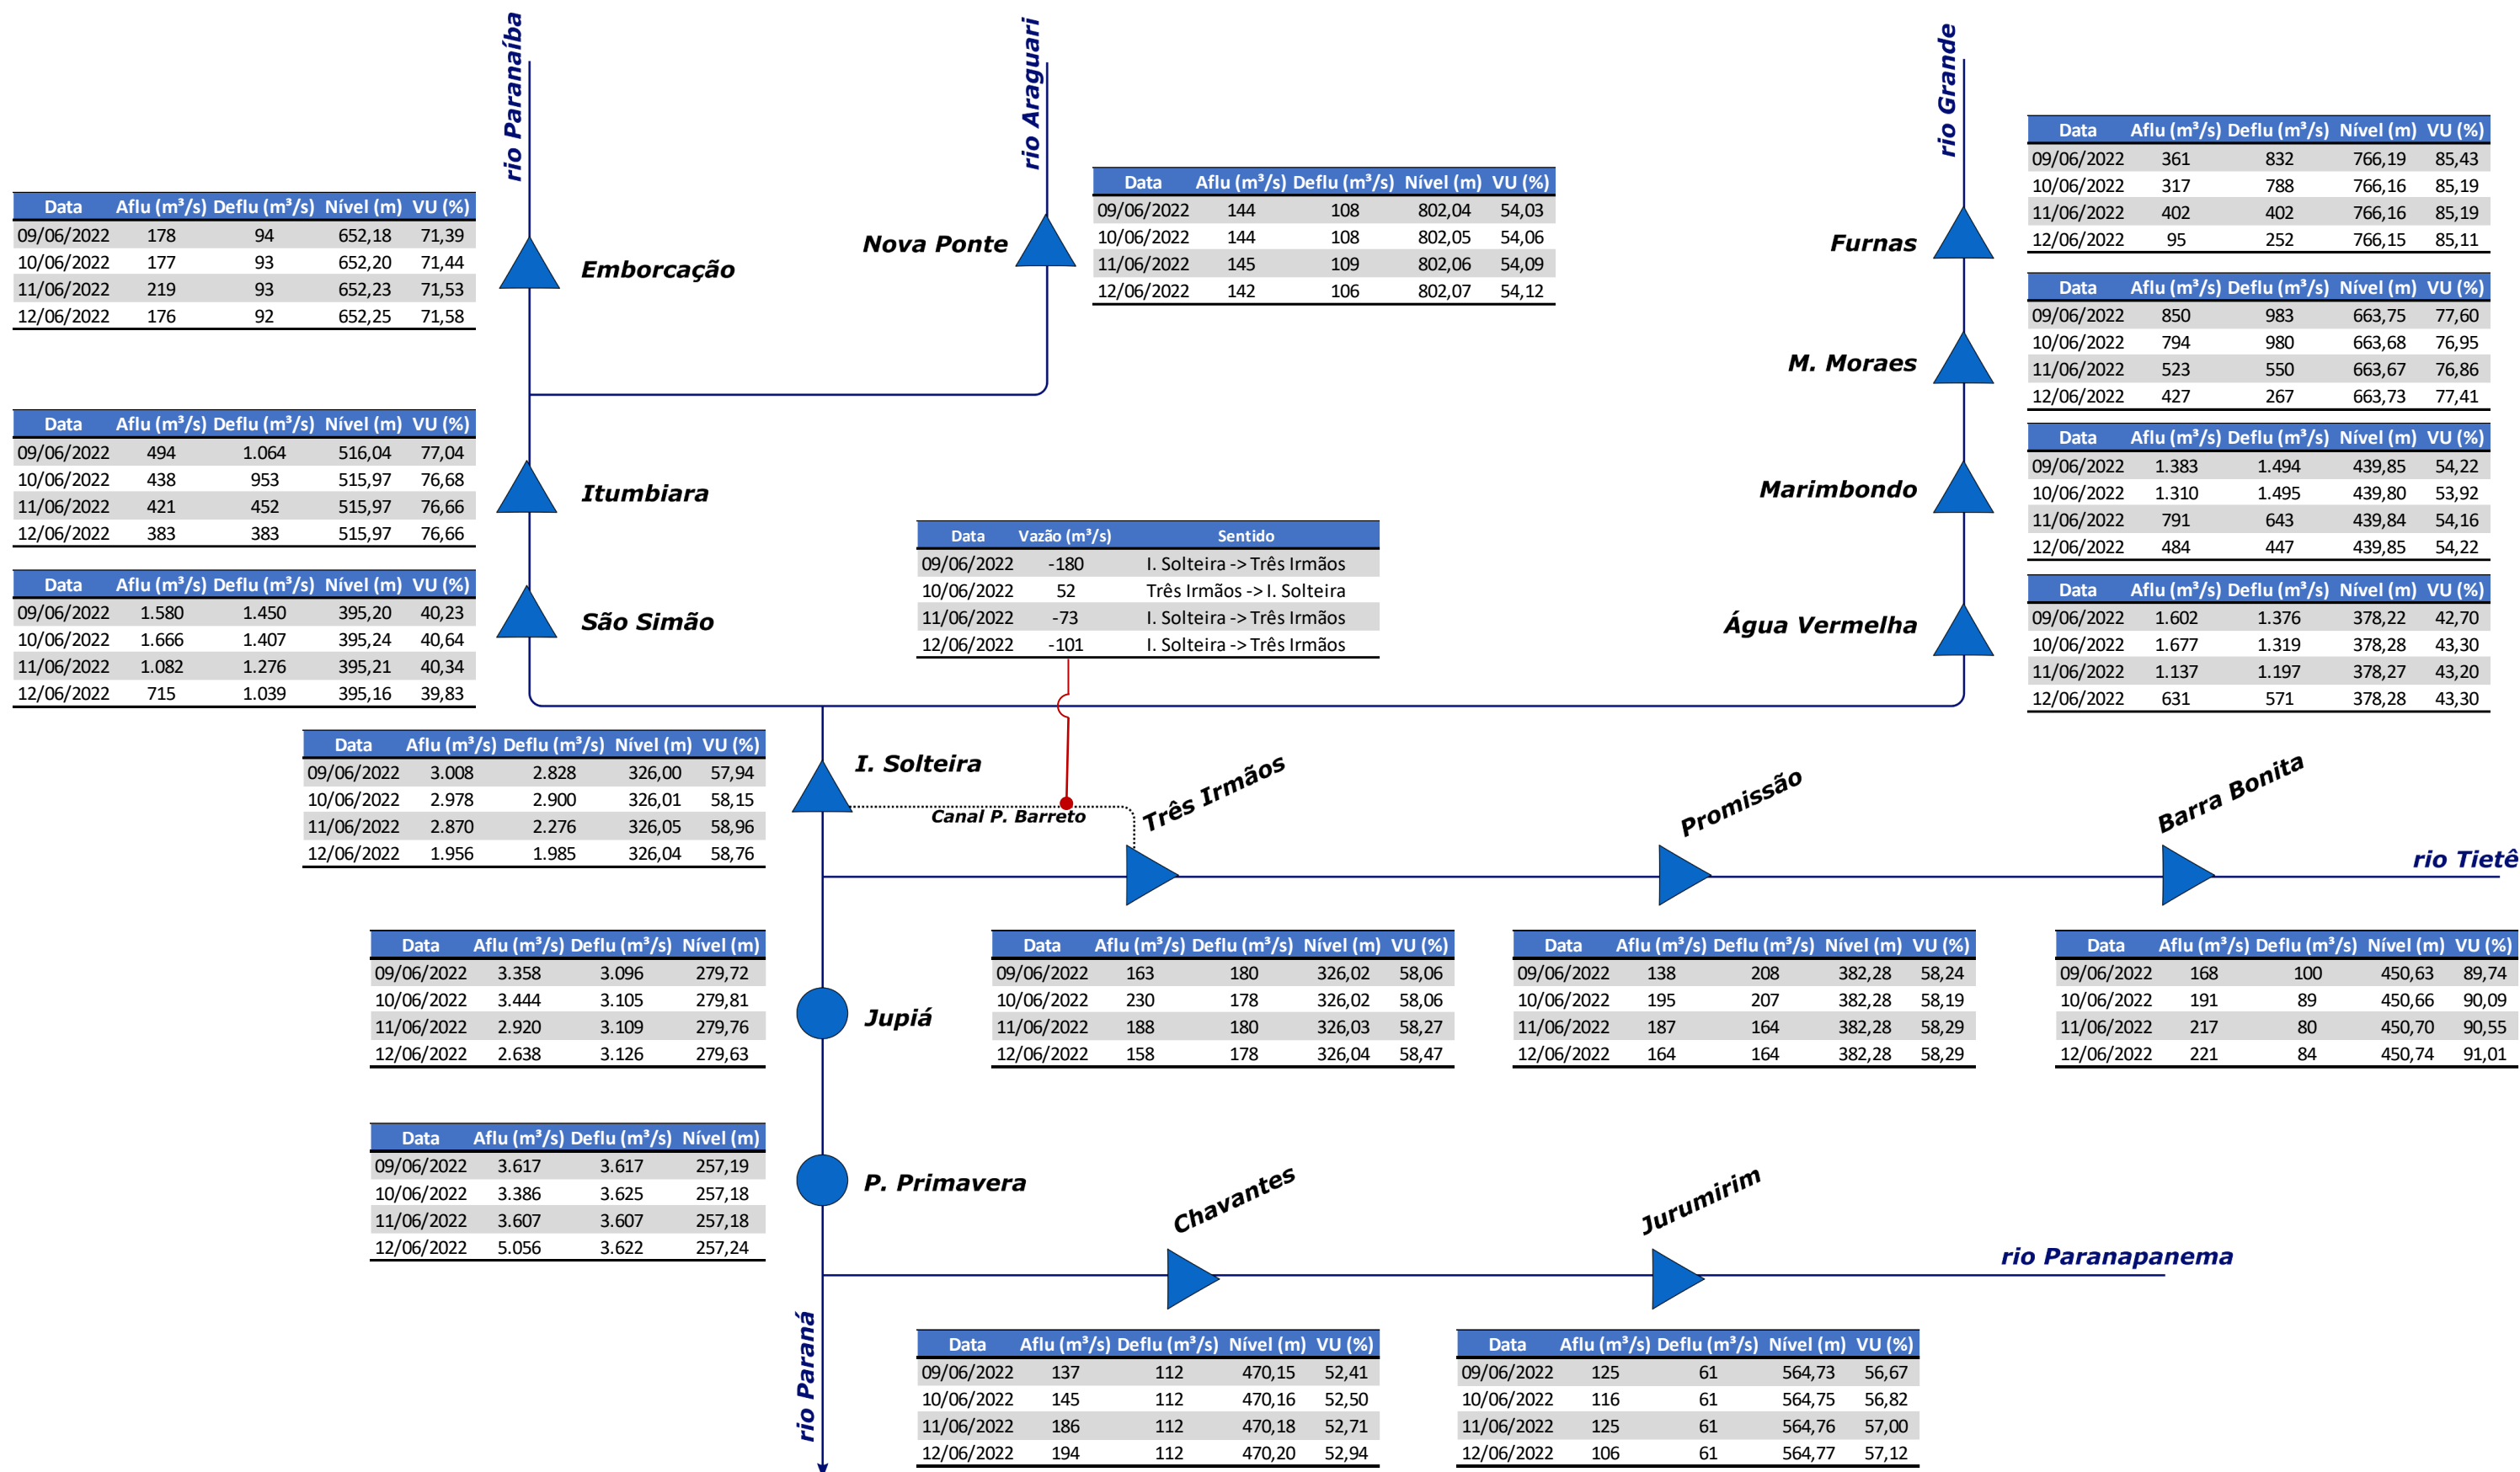 rio Paranaíba
rio Araguari
rio Grande
Data Aflu (m³/s) Deflu (m³/s) Nível (m) VU (%)
09/06/2022 178 94 652,18 71,39
10/06/2022 177 93 652,20 71,44
11/06/2022 219 93 652,23 71,53
12/06/2022 176 92 652,25 71,58
Emborcação
Nova Ponte
Data Aflu (m³/s) Deflu (m³/s) Nível (m) VU (%)
09/06/2022 144 108 802,04 54,03
10/06/2022 144 108 802,05 54,06
11/06/2022 145 109 802,06 54,09
12/06/2022 142 106 802,07 54,12
Furnas
Data Aflu (m³/s) Deflu (m³/s) Nível (m) VU (%)
09/06/2022 361 832 766,19 85,43
10/06/2022 317 788 766,16 85,19
11/06/2022 402 402 766,16 85,19
12/06/2022 95 252 766,15 85,11
M. Moraes
Data Aflu (m³/s) Deflu (m³/s) Nível (m) VU (%)
09/06/2022 850 983 663,75 77,60
10/06/2022 794 980 663,68 76,95
11/06/2022 523 550 663,67 76,86
12/06/2022 427 267 663,73 77,41
Data Aflu (m³/s) Deflu (m³/s) Nível (m) VU (%)
09/06/2022 494 1.064 516,04 77,04
10/06/2022 438 953 515,97 76,68
11/06/2022 421 452 515,97 76,66
12/06/2022 383 383 515,97 76,66
Itumbiara
Marimbondo
Data Aflu (m³/s) Deflu (m³/s) Nível (m) VU (%)
09/06/2022 1.383 1.494 439,85 54,22
10/06/2022 1.310 1.495 439,80 53,92
11/06/2022 791 643 439,84 54,16
12/06/2022 484 447 439,85 54,22
Data Aflu (m³/s) Deflu (m³/s) Nível (m) VU (%)
09/06/2022 1.580 1.450 395,20 40,23
10/06/2022 1.666 1.407 395,24 40,64
11/06/2022 1.082 1.276 395,21 40,34
12/06/2022 715 1.039 395,16 39,83
São Simão
Data Vazão (m³/s) Sentido
09/06/2022 -180 I. Solteira -> Três Irmãos
10/06/2022 52 Três Irmãos -> I. Solteira
11/06/2022 -73 I. Solteira -> Três Irmãos
12/06/2022 -101 I. Solteira -> Três Irmãos
Água Vermelha
Data Aflu (m³/s) Deflu (m³/s) Nível (m) VU (%)
09/06/2022 1.602 1.376 378,22 42,70
10/06/2022 1.677 1.319 378,28 43,30
11/06/2022 1.137 1.197 378,27 43,20
12/06/2022 631 571 378,28 43,30
Data Aflu (m³/s) Deflu (m³/s) Nível (m) VU (%)
09/06/2022 3.008 2.828 326,00 57,94
10/06/2022 2.978 2.900 326,01 58,15
11/06/2022 2.870 2.276 326,05 58,96
12/06/2022 1.956 1.985 326,04 58,76
I. Solteira
Canal P. Barreto
Três Irmãos
Promissão
Barra Bonita
rio Tietê
Data Aflu (m³/s) Deflu (m³/s) Nível (m)
09/06/2022 3.358 3.096 279,72
10/06/2022 3.444 3.105 279,81
11/06/2022 2.920 3.109 279,76
12/06/2022 2.638 3.126 279,63
Jupiá
Data Aflu (m³/s) Deflu (m³/s) Nível (m) VU (%)
09/06/2022 163 180 326,02 58,06
10/06/2022 230 178 326,02 58,06
11/06/2022 188 180 326,03 58,27
12/06/2022 158 178 326,04 58,47
Data Aflu (m³/s) Deflu (m³/s) Nível (m) VU (%)
09/06/2022 138 208 382,28 58,24
10/06/2022 195 207 382,28 58,19
11/06/2022 187 164 382,28 58,29
12/06/2022 164 164 382,28 58,29
Data Aflu (m³/s) Deflu (m³/s) Nível (m) VU (%)
09/06/2022 168 100 450,63 89,74
10/06/2022 191 89 450,66 90,09
11/06/2022 217 80 450,70 90,55
12/06/2022 221 84 450,74 91,01
Data Aflu (m³/s) Deflu (m³/s) Nível (m)
09/06/2022 3.617 3.617 257,19
10/06/2022 3.386 3.625 257,18
11/06/2022 3.607 3.607 257,18
12/06/2022 5.056 3.622 257,24
P. Primavera
Chavantes
Jurumirim
rio Paranapanema
rio Paraná
Data Aflu (m³/s) Deflu (m³/s) Nível (m) VU (%)
09/06/2022 137 112 470,15 52,41
10/06/2022 145 112 470,16 52,50
11/06/2022 186 112 470,18 52,71
12/06/2022 194 112 470,20 52,94
Data Aflu (m³/s) Deflu (m³/s) Nível (m) VU (%)
09/06/2022 125 61 564,73 56,67
10/06/2022 116 61 564,75 56,82
11/06/2022 125 61 564,76 57,00
12/06/2022 106 61 564,77 57,12